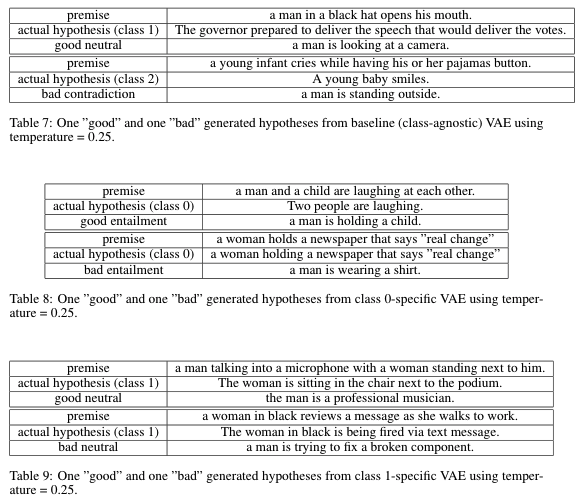 premise a man in a black hat opens his mouth.
actual hypothesis (class 1) The governor prepared to deliver the speech that would deliver the votes.
good neutral a man is looking at a camera.
premise a young infant cries while having his or her pajamas button.
actual hypothesis (class 2) A young baby smiles.
bad contradiction a man is standing outside.
Table 7: One ”good” and one ”bad” generated hypotheses from baseline (class-agnostic) VAE using
temperature = 0.25.
premise a man and a child are laughing at each other.
actual hypothesis (class 0) Two people are laughing.
good entailment a man is holding a child.
premise a woman holds a newspaper that says ”real change”
actual hypothesis (class 0) a woman holding a newspaper that says ”real change”
bad entailment a man is wearing a shirt.
Table 8: One ”good” and one ”bad” generated hypotheses from class 0-specific VAE using temper-
ature = 0.25.
premise a man talking into a microphone with a woman standing next to him.
actual hypothesis (class 1) The woman is sitting in the chair next to the podium.
good neutral the man is a professional musician.
premise a woman in black reviews a message as she walks to work.
actual hypothesis (class 1) The woman in black is being fired via text message.
bad neutral a man is trying to fix a broken component.
Table 9: One ”good” and one ”bad” generated hypotheses from class 1-specific VAE using temper-
ature = 0.25.